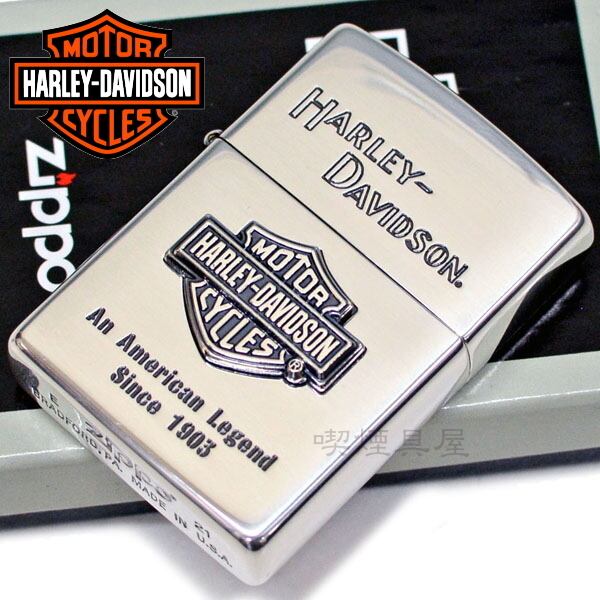 MOTOR
HARLEY-DAVIDSON
CYCLES
zippo
HARLEY-
DAVIDSON
MOTOR
HARLEY-DAVIDSON
CYCLES
An American Legend
Since 1903
喫煙具屋
E Zippo 21
BRADFORD, PA. MADE IN U.S.A.